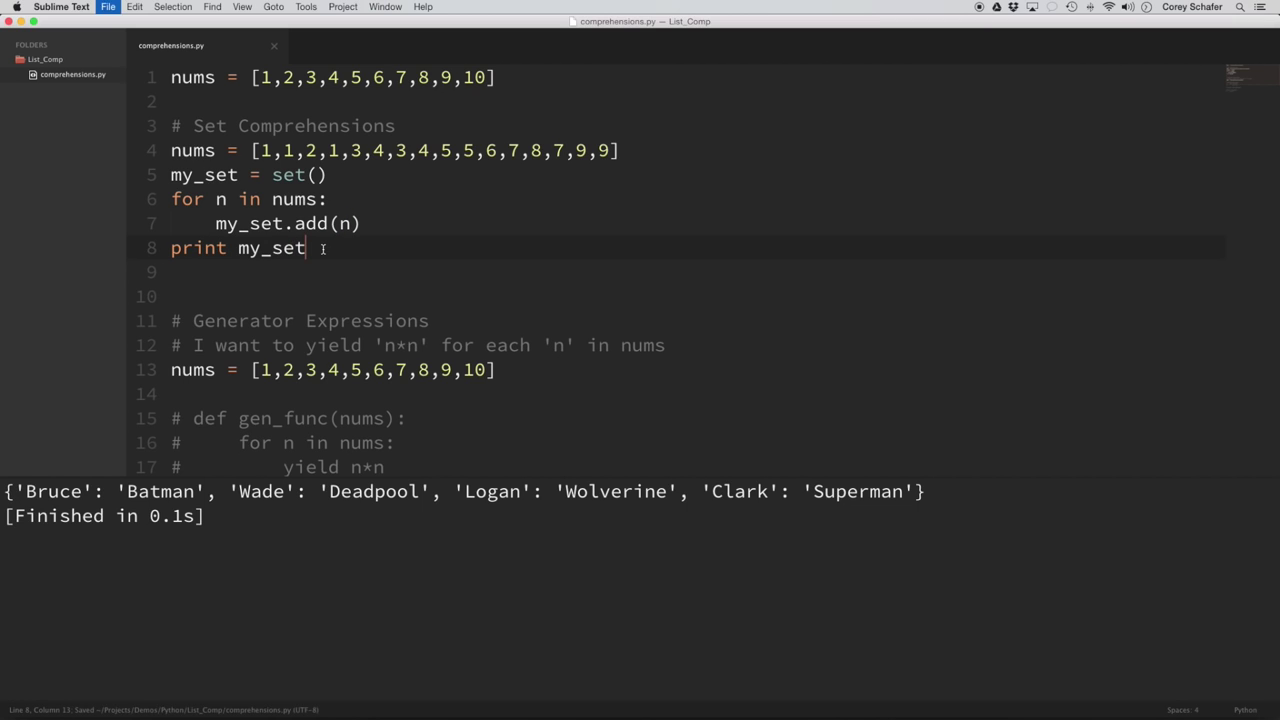 Sublime Text File Edit Selection Find View Goto Tools Project Window Help Corey Schafer
comprehensions.py — List_Comp
FOLDERS
List_Comp
comprehensions.py
comprehensions.py
1 nums = [1,2,3,4,5,6,7,8,9,10]
2
3 # Set Comprehensions
4 nums = [1,1,2,1,3,4,3,4,5,5,6,7,8,7,9,9]
5 my_set = set()
6 for n in nums:
7 my_set.add(n)
8 print my_set
9
10
11 # Generator Expressions
12 # I want to yield 'n*n' for each 'n' in nums
13 nums = [1,2,3,4,5,6,7,8,9,10]
14
15 # def gen_func(nums):
16 # for n in nums:
17 # yield n*n
{'Bruce': 'Batman', 'Wade': 'Deadpool', 'Logan': 'Wolverine', 'Clark': 'Superman'}
[Finished in 0.1s]
Line 8, Column 13; Saved ~/Projects/Demos/Python/List_Comp/comprehensions.py (UTF-8) Spaces: 4 Python